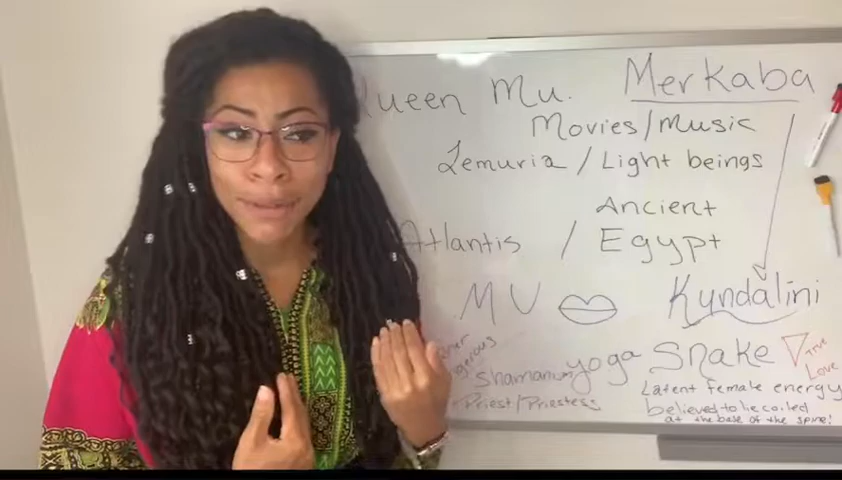 Queen Mu. Merkaba
Movies/Music
Lemuria / Light beings
Ancient
Atlantis / Egypt
MU Kundalini
yoga Snake True
Love
Shamanism
Latent female energy
Priest/Priestess believed to lie coiled
at the base of the spine!